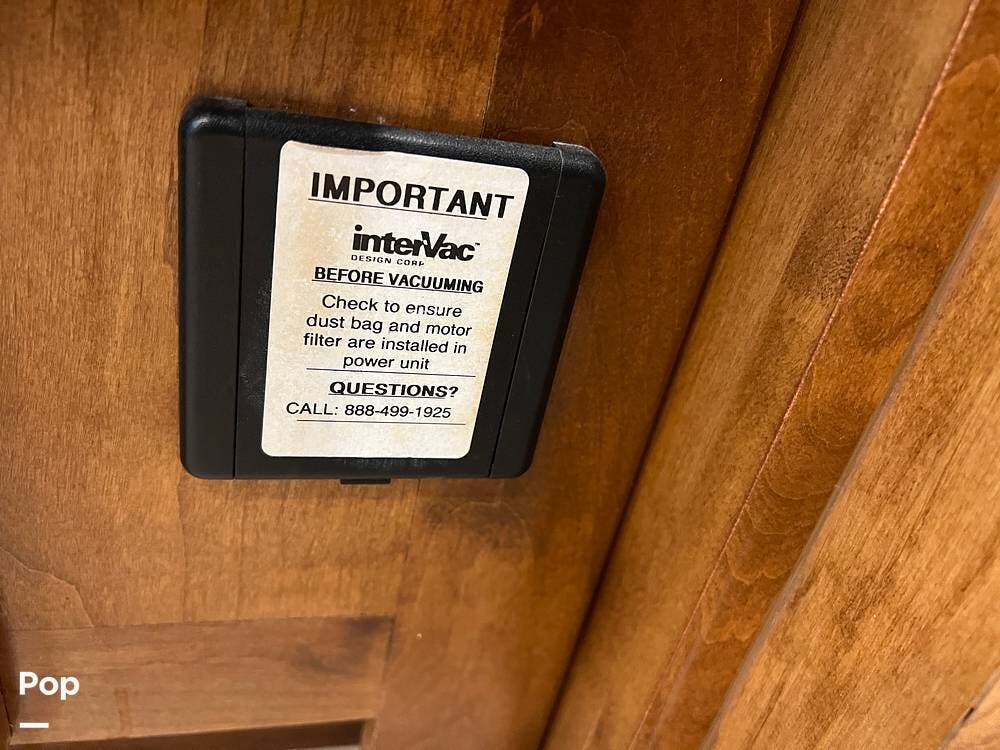 IMPORTANT
interVac™
DESIGN CORP
BEFORE VACUUMING
Check to ensure
dust bag and motor
filter are installed in
power unit
QUESTIONS?
CALL: 888-499-1925
Pop